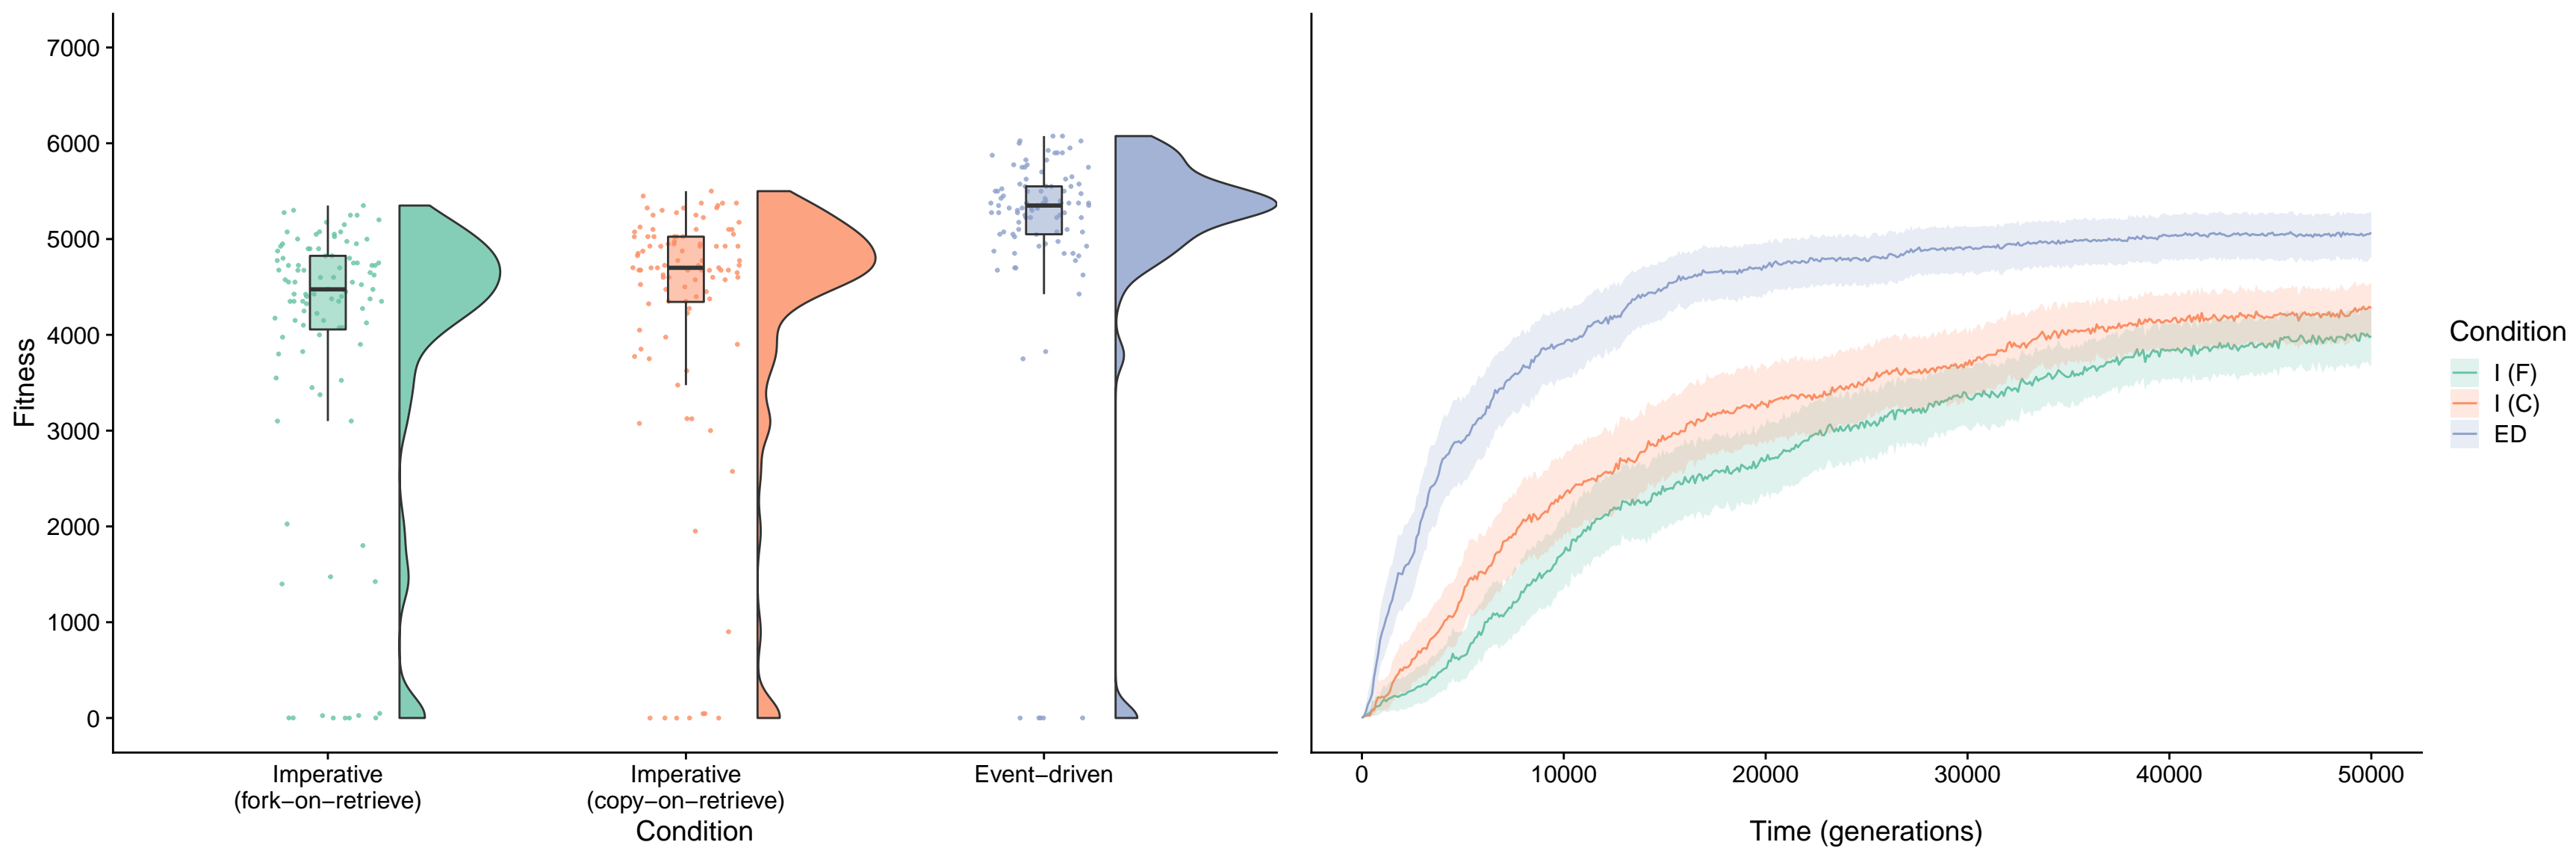 7000
6000
5000
4000
3000
2000
1000
0
Fitness
Imperative
(fork−on−retrieve)
Imperative
(copy−on−retrieve)
Event−driven
Condition
0
10000
20000
30000
40000
50000
Time (generations)
Condition
I (F)
I (C)
ED